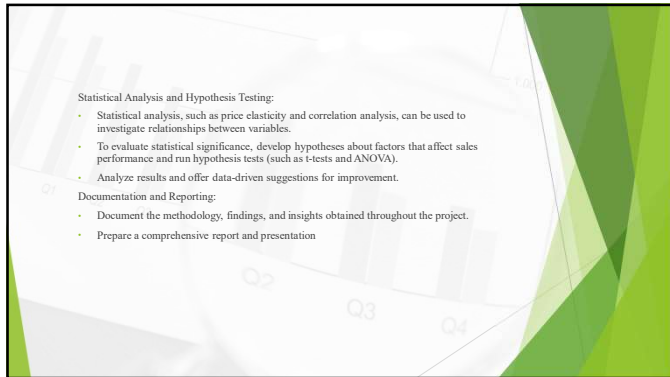 Statistical Analysis and Hypothesis Testing:
• Statistical analysis, such as price elasticity and correlation analysis, can be used to
investigate relationships between variables.
• To evaluate statistical significance, develop hypotheses about factors that affect sales
performance and run hypothesis tests (such as t-tests and ANOVA).
• Analyze results and offer data-driven suggestions for improvement.
Documentation and Reporting:
• Document the methodology, findings, and insights obtained throughout the project.
• Prepare a comprehensive report and presentation
Q1
Q2
Q3
Q4